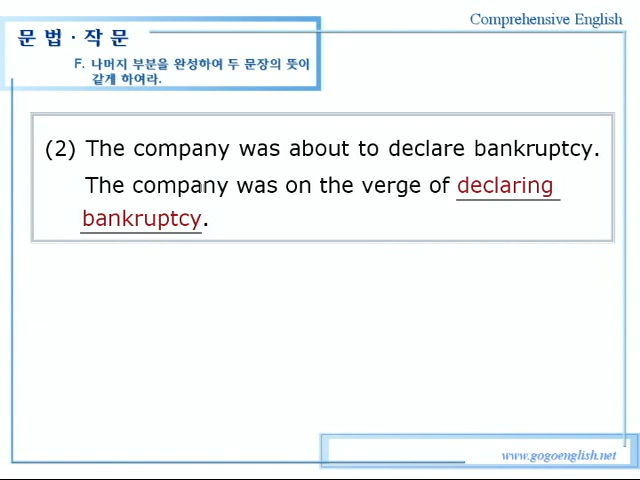 Comprehensive English
문 법 · 작 문
F. 나머지 부분을 완성하여 두 문장의 뜻이
같게 하여라.
(2) The company was about to declare bankruptcy.
The company was on the verge of declaring
bankruptcy.
www.gogoenglish.net